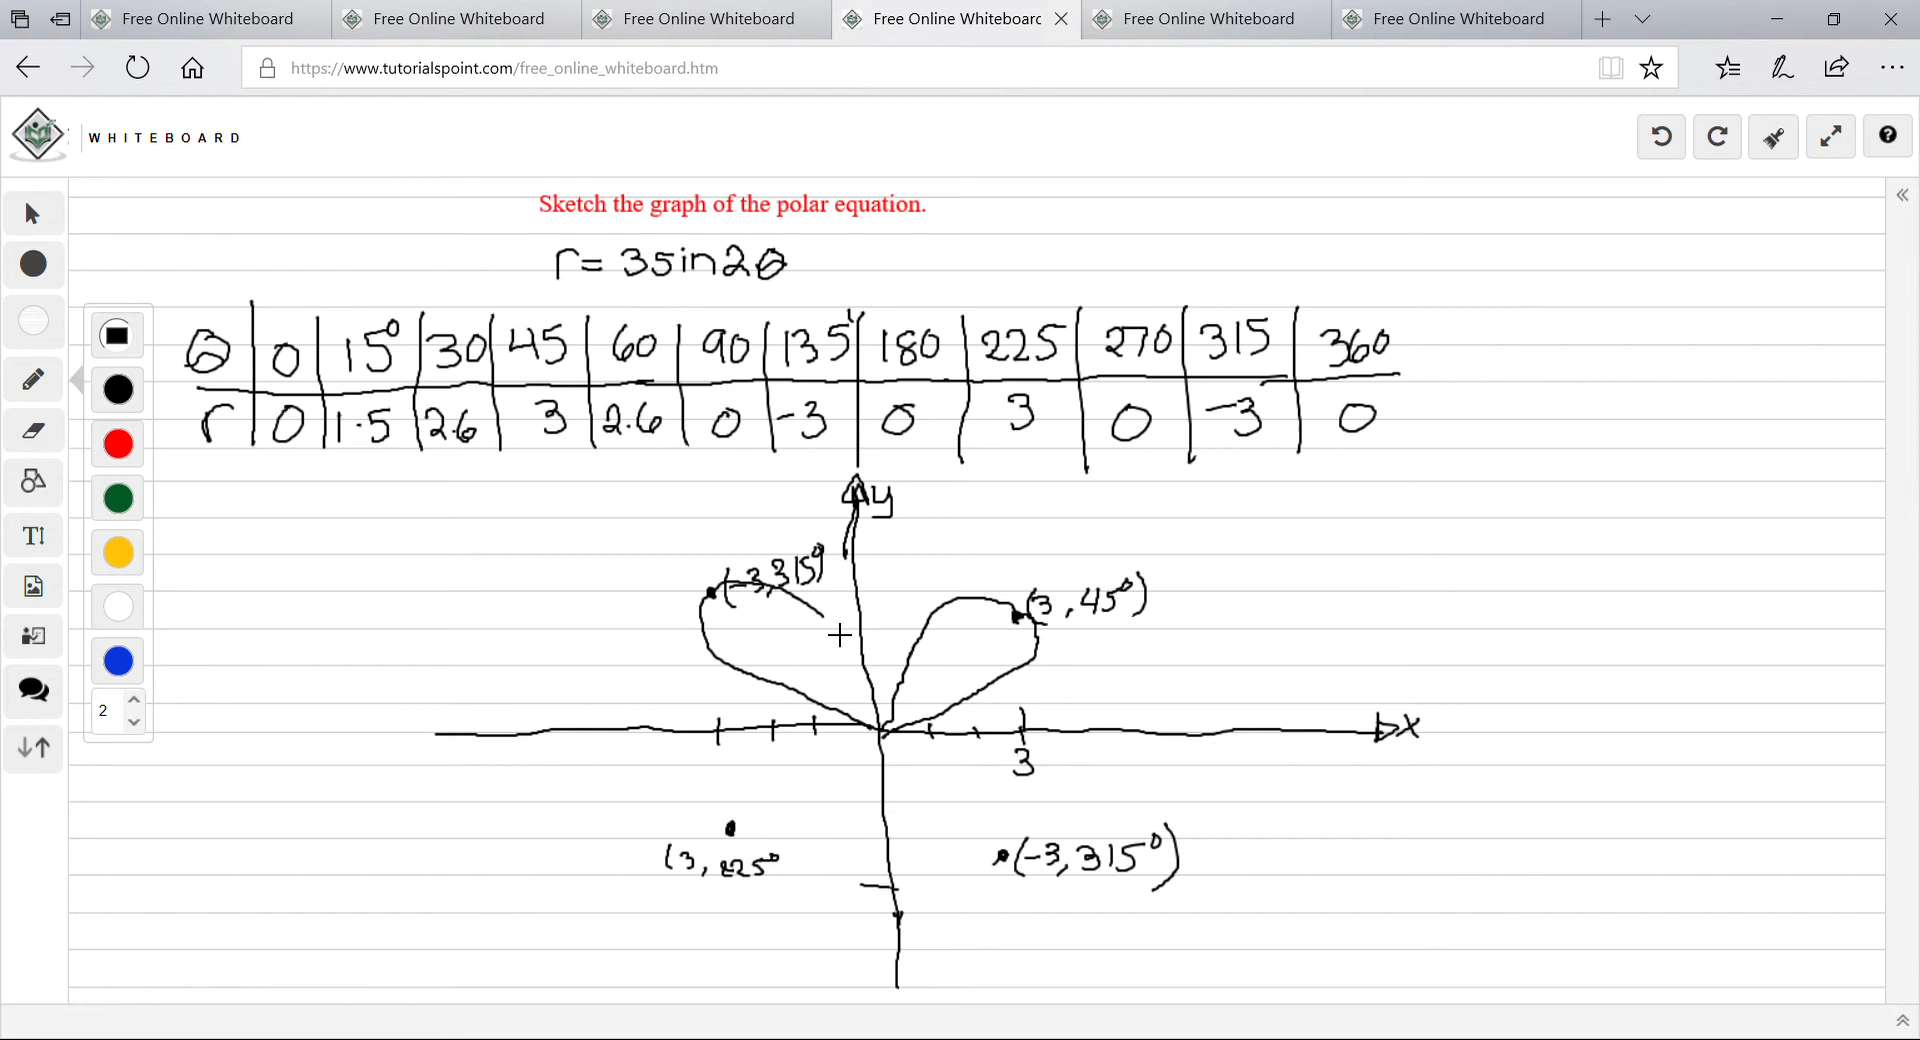 Free Online Whiteboard Free Online Whiteboard Free Online Whiteboard Free Online Whiteboard Free Online Whiteboard Free Online Whiteboard
https://www.tutorialspoint.com/free_online_whiteboard.htm
WHITEBOARD
Sketch the graph of the polar equation.
r = 3sin2θ
θ 0 15° 30 45 60 90 135 180 225 270 315 360
r 0 1.5 2.6 3 2.6 0 -3 0 3 0 -3 0
y
(-3,315°)
(3,45°)
x
3
(3,225°
(-3,315°)
2